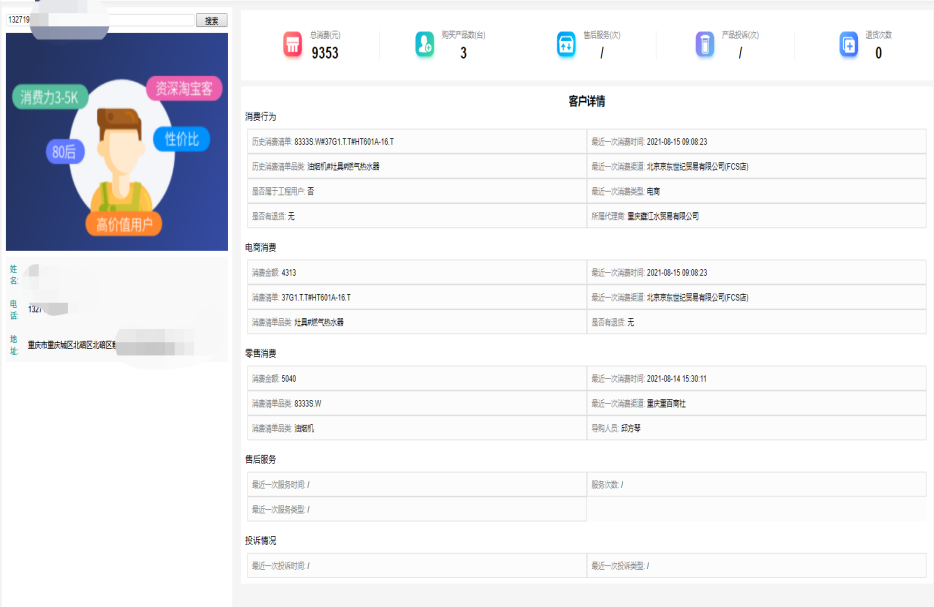 132719
搜索
消费力3-5K
资深淘宝客
性价比
80后
高价值用户
姓名:
电话: 1327
地址: 重庆市重庆城区北碚区北碚区
总消费(元) 9353
购买产品数(台) 3
售后服务(次) /
产品投诉(次) /
退货次数 0
客户详情
消费行为
历史消费清单: 8333S.W#37G1.T.T#HT601A-16.T
最近一次消费时间: 2021-08-15 09:08:23
历史消费清单品类: 油烟机#灶具#燃气热水器
最近一次消费渠道: 北京京东世纪贸易有限公司(FCS店)
是否属于工程用户: 否
最近一次消费类型: 电商
是否有退货: 无
所属代理商: 重庆鑫江水贸易有限公司
电商消费
消费金额: 4313
最近一次消费时间: 2021-08-15 09:08:23
消费清单: 37G1.T.T#HT601A-16.T
最近一次消费渠道: 北京京东世纪贸易有限公司(FCS店)
消费清单品类: 灶具#燃气热水器
是否有退货: 无
零售消费
消费金额: 5040
最近一次消费时间: 2021-08-14 15:30:11
消费清单品类: 8333S.W
最近一次消费渠道: 重庆重百商社
消费清单品类: 油烟机
导购人员: 邱方琴
售后服务
最近一次服务时间: /
服务次数: /
最近一次服务类型: /
投诉情况
最近一次投诉时间: /
最近一次投诉类型: /